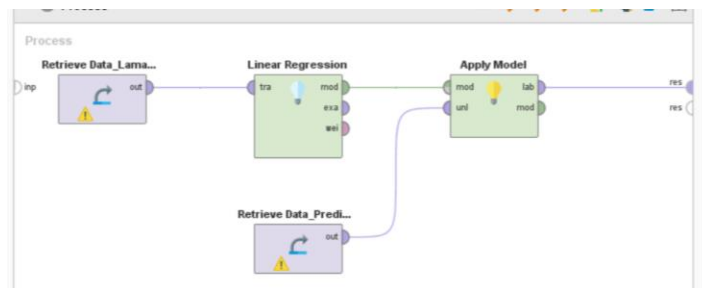 Process
Process
Retrieve Data_Lama...
Linear Regression
Apply Model
inp
out
tra
mod
exa
wei
mod
unl
lab
mod
res
res
Retrieve Data_Predi...
out